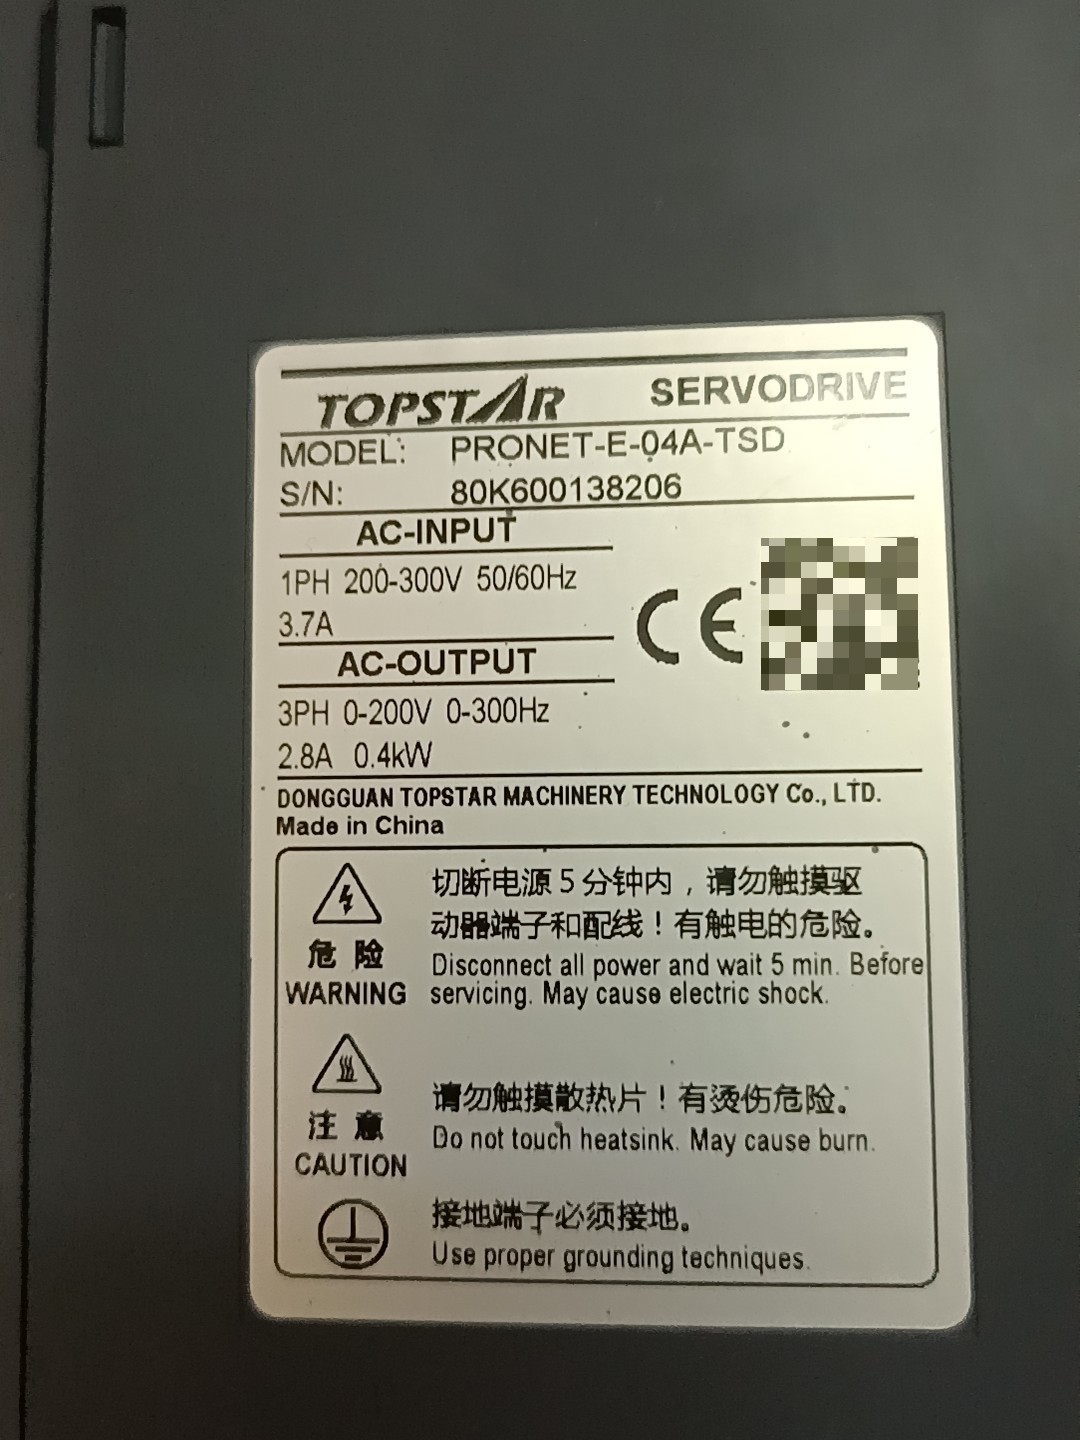 TOPSTAR SERVODRIVE
MODEL: PRONET-E-04A-TSD
S/N: 80K600138206
AC-INPUT
1PH 200-300V 50/60Hz
3.7A
CE
AC-OUTPUT
3PH 0-200V 0-300Hz
2.8A 0.4kW
DONGGUAN TOPSTAR MACHINERY TECHNOLOGY Co., LTD.
Made in China
切断电源5分钟内，请勿触摸驱
动器端子和配线！有触电的危险。
危险
Disconnect all power and wait 5 min. Before
WARNING servicing. May cause electric shock.
请勿触摸散热片！有烫伤危险。
注意
Do not touch heatsink. May cause burn.
CAUTION
接地端子必须接地。
Use proper grounding techniques.